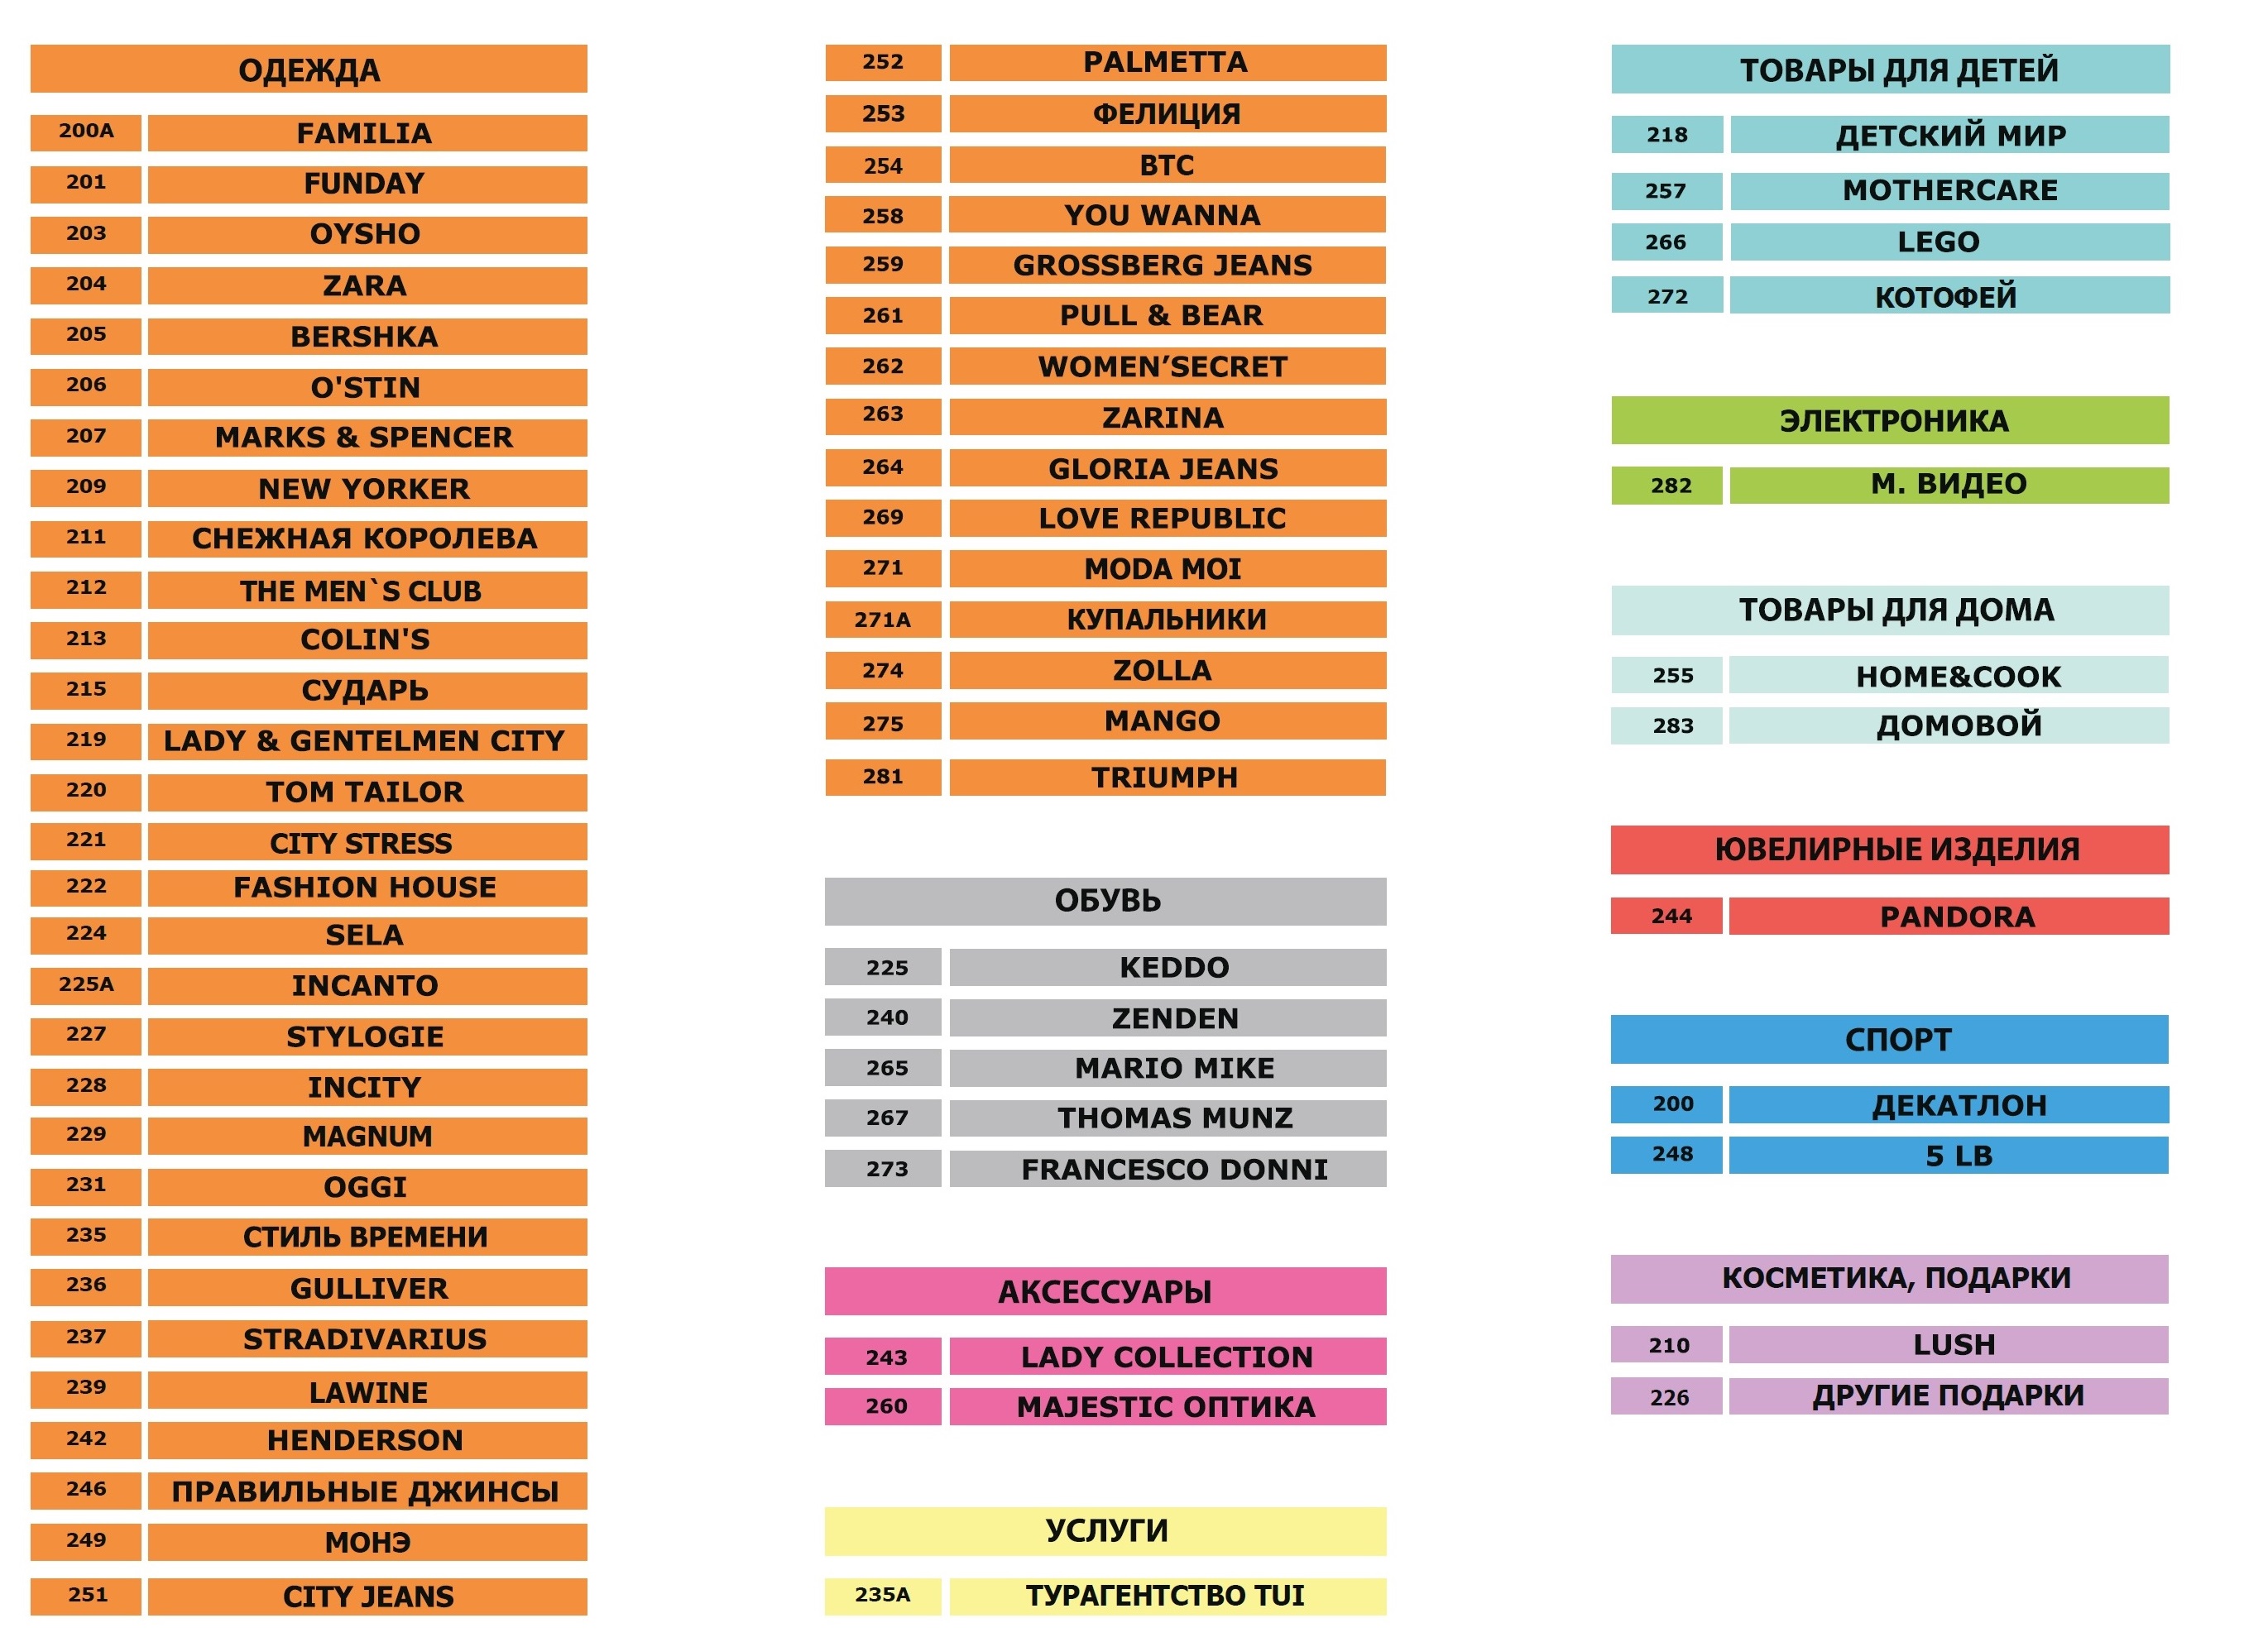 ОДЕЖДА
200A FAMILIA
201 FUNDAY
203 OYSHO
204 ZARA
205 BERSHKA
206 O'STIN
207 MARKS & SPENCER
209 NEW YORKER
211 СНЕЖНАЯ КОРОЛЕВА
212 THE MEN`S CLUB
213 COLIN'S
215 СУДАРЬ
219 LADY & GENTELMEN CITY
220 TOM TAILOR
221 CITY STRESS
222 FASHION HOUSE
224 SELA
225A INCANTO
227 STYLOGIE
228 INCITY
229 MAGNUM
231 OGGI
235 СТИЛЬ ВРЕМЕНИ
236 GULLIVER
237 STRADIVARIUS
239 LAWINE
242 HENDERSON
246 ПРАВИЛЬНЫЕ ДЖИНСЫ
249 МОНЭ
251 CITY JEANS
252 PALMETTA
253 ФЕЛИЦИЯ
254 ВТС
258 YOU WANNA
259 GROSSBERG JEANS
261 PULL & BEAR
262 WOMEN’SECRET
263 ZARINA
264 GLORIA JEANS
269 LOVE REPUBLIC
271 MODA MOI
271A КУПАЛЬНИКИ
274 ZOLLA
275 MANGO
281 TRIUMPH
ОБУВЬ
225 KEDDO
240 ZENDEN
265 MARIO MIKE
267 THOMAS MUNZ
273 FRANCESCO DONNI
АКСЕССУАРЫ
243 LADY COLLECTION
260 MAJESTIC ОПТИКА
УСЛУГИ
235A ТУРАГЕНТСТВО TUI
ТОВАРЫ ДЛЯ ДЕТЕЙ
218 ДЕТСКИЙ МИР
257 MOTHERCARE
266 LEGO
272 КОТОФЕЙ
ЭЛЕКТРОНИКА
282 М. ВИДЕО
ТОВАРЫ ДЛЯ ДОМА
255 HOME&COOK
283 ДОМОВОЙ
ЮВЕЛИРНЫЕ ИЗДЕЛИЯ
244 PANDORA
СПОРТ
200 ДЕКАТЛОН
248 5 LB
КОСМЕТИКА, ПОДАРКИ
210 LUSH
226 ДРУГИЕ ПОДАРКИ